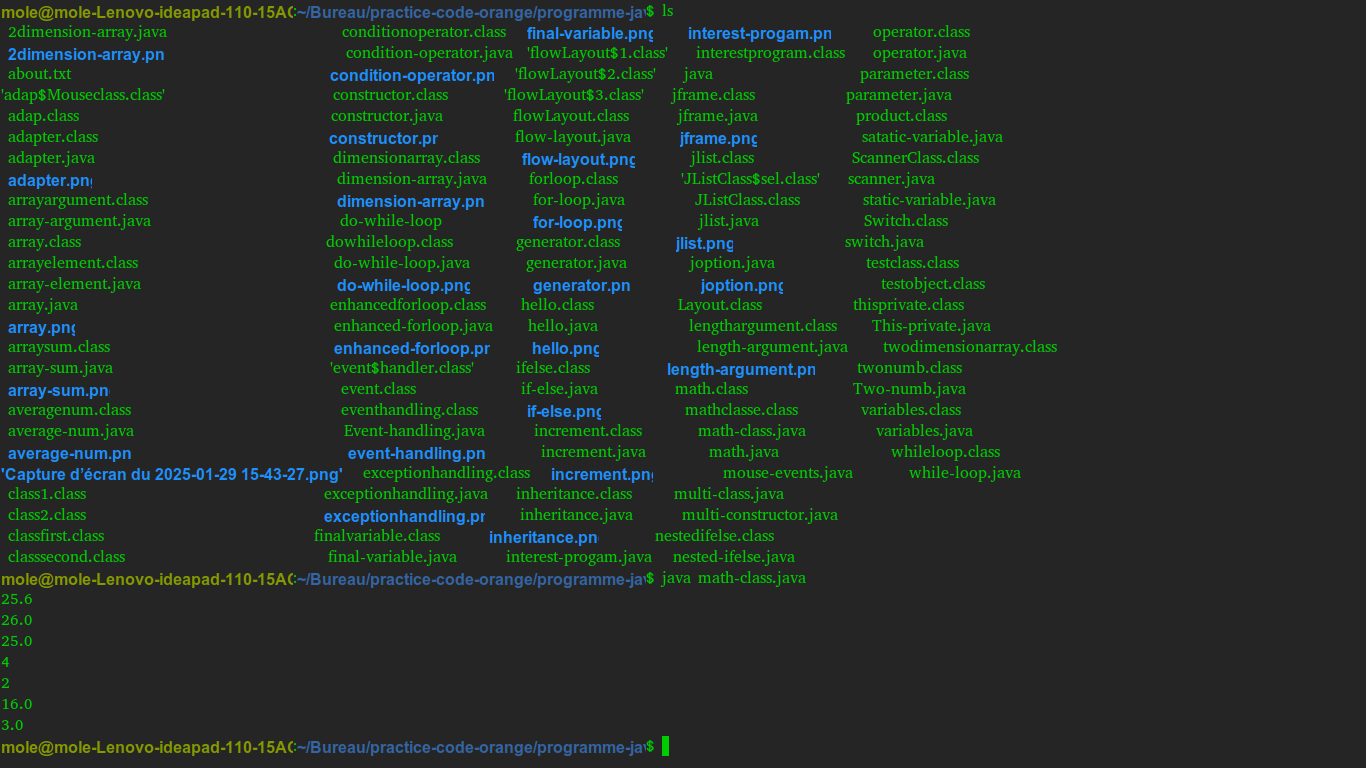 mole@mole-Lenovo-ideapad-110-15AC:~/Bureau/practice-code-orange/programme-jav$ ls
2dimension-array.java conditionoperator.class final-variable.png interest-progam.pn operator.class
2dimension-array.pn condition-operator.java 'flowLayout$1.class' interestprogram.class operator.java
about.txt condition-operator.pn 'flowLayout$2.class' java parameter.class
'adap$Mouseclass.class' constructor.class 'flowLayout$3.class' jframe.class parameter.java
adap.class constructor.java flowLayout.class jframe.java product.class
adapter.class constructor.pr flow-layout.java jframe.png satatic-variable.java
adapter.java dimensionarray.class flow-layout.png jlist.class ScannerClass.class
adapter.png dimension-array.java forloop.class 'JListClass$sel.class' scanner.java
arrayargument.class dimension-array.pn for-loop.java JListClass.class static-variable.java
array-argument.java do-while-loop for-loop.png jlist.java Switch.class
array.class dowhileloop.class generator.class jlist.png switch.java
arrayelement.class do-while-loop.java generator.java joption.java testclass.class
array-element.java do-while-loop.png generator.pn joption.png testobject.class
array.java enhancedforloop.class hello.class Layout.class thisprivate.class
array.png enhanced-forloop.java hello.java lengthargument.class This-private.java
arraysum.class enhanced-forloop.pr hello.png length-argument.java twodimensionarray.class
array-sum.java 'event$handler.class' ifelse.class length-argument.pn twonumb.class
array-sum.pn event.class if-else.java math.class Two-numb.java
averagenum.class eventhandling.class if-else.png mathclasse.class variables.class
average-num.java Event-handling.java increment.class math-class.java variables.java
average-num.pn event-handling.pn increment.java math.java whileloop.class
'Capture d'écran du 2025-01-29 15-43-27.png' exceptionhandling.class increment.png mouse-events.java while-loop.java
class1.class exceptionhandling.java inheritance.class multi-class.java
class2.class exceptionhandling.pr inheritance.java multi-constructor.java
classfirst.class finalvariable.class inheritance.pn nestedifelse.class
classsecond.class final-variable.java interest-progam.java nested-ifelse.java
mole@mole-Lenovo-ideapad-110-15AC:~/Bureau/practice-code-orange/programme-jav$ java math-class.java
25.6
26.0
25.0
4
2
16.0
3.0
mole@mole-Lenovo-ideapad-110-15AC:~/Bureau/practice-code-orange/programme-jav$